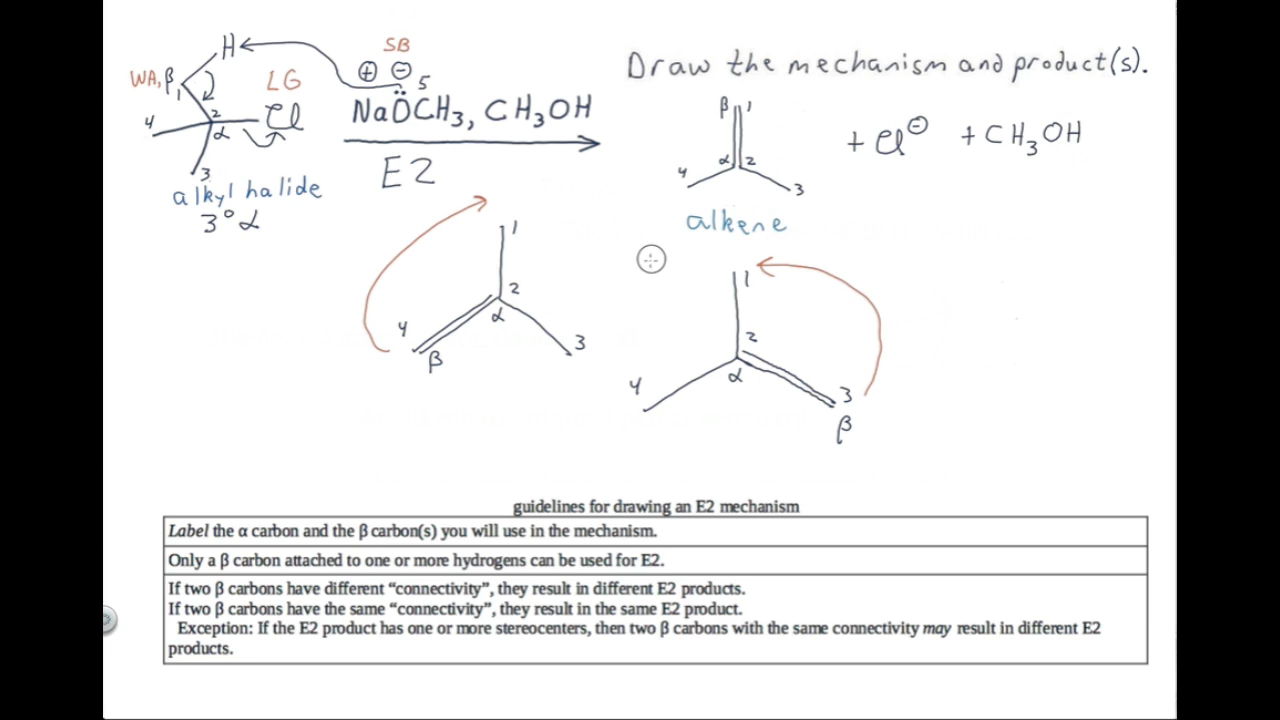 Draw the mechanism and product(s).
H
SB
WA, β
LG
⊕ ⊖ 5
1
4
2
Cl
α
3
NaÖCH3, CH3OH
E2
alkyl halide
3° α
β 1
α 2
4
3
+ Cl⊖ + CH3OH
alkene
1
2
α
4
β
3
1
2
α
4
3
β
guidelines for drawing an E2 mechanism
Label the α carbon and the β carbon(s) you will use in the mechanism.
Only a β carbon attached to one or more hydrogens can be used for E2.
If two β carbons have different “connectivity”, they result in different E2 products.
If two β carbons have the same “connectivity”, they result in the same E2 product.
Exception: If the E2 product has one or more stereocenters, then two β carbons with the same connectivity may result in different E2
products.